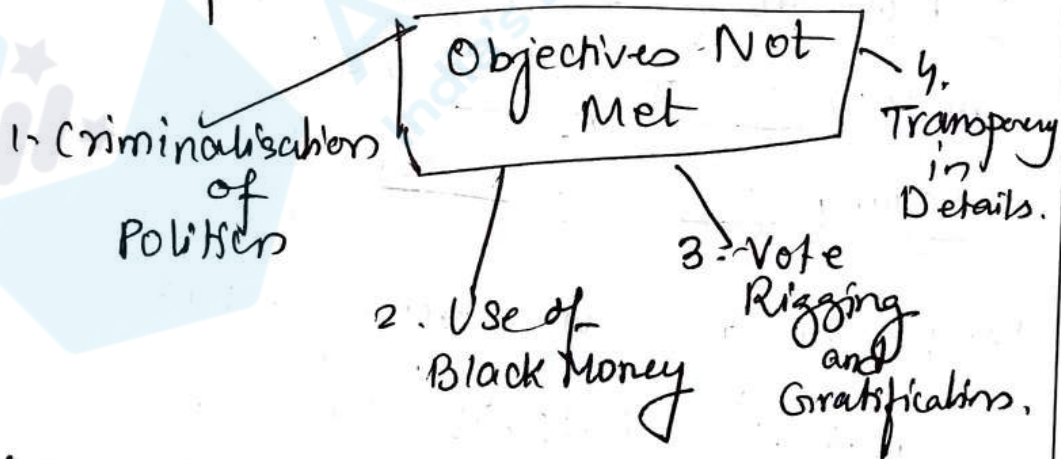 Objectives Not
Met
1. Criminalisation
of
Politics
2. Use of
Black Money
3. Vote
Rigging
and
Gratifications.
4.
Transpency
in
Details.